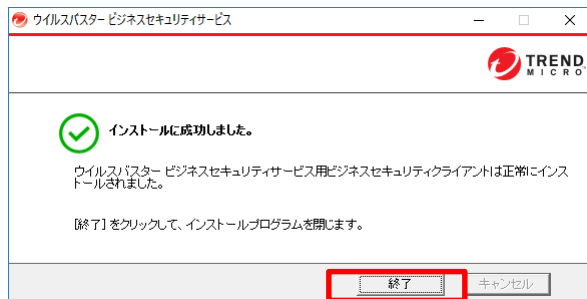 ウイルスバスター ビジネスセキュリティサービス
TREND
MICRO
インストールに成功しました。
ウイルスバスター ビジネスセキュリティサービス用ビジネスセキュリティクライアントは正常にインス
トールされました。
[終了] をクリックして、インストールプログラムを閉じます。
終了
キャンセル